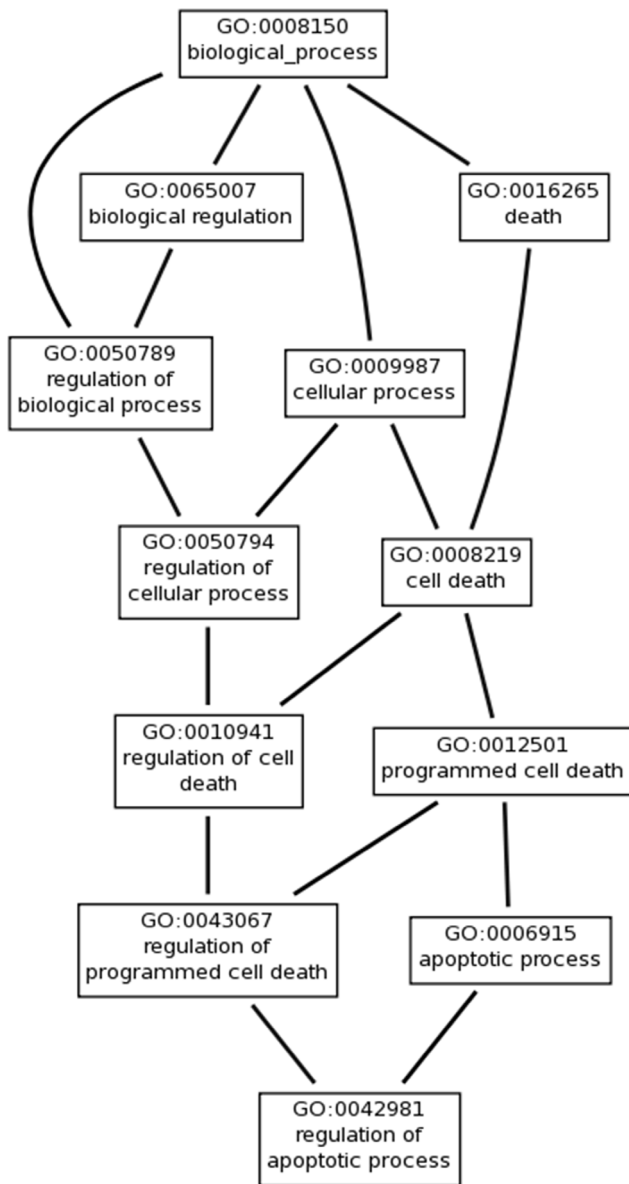 GO:0008150
biological_process
GO:0065007
biological regulation
GO:0016265
death
GO:0050789
regulation of
biological process
GO:0009987
cellular process
GO:0050794
regulation of
cellular process
GO:0008219
cell death
GO:0010941
regulation of cell
death
GO:0012501
programmed cell death
GO:0043067
regulation of
programmed cell death
GO:0006915
apoptotic process
GO:0042981
regulation of
apoptotic process